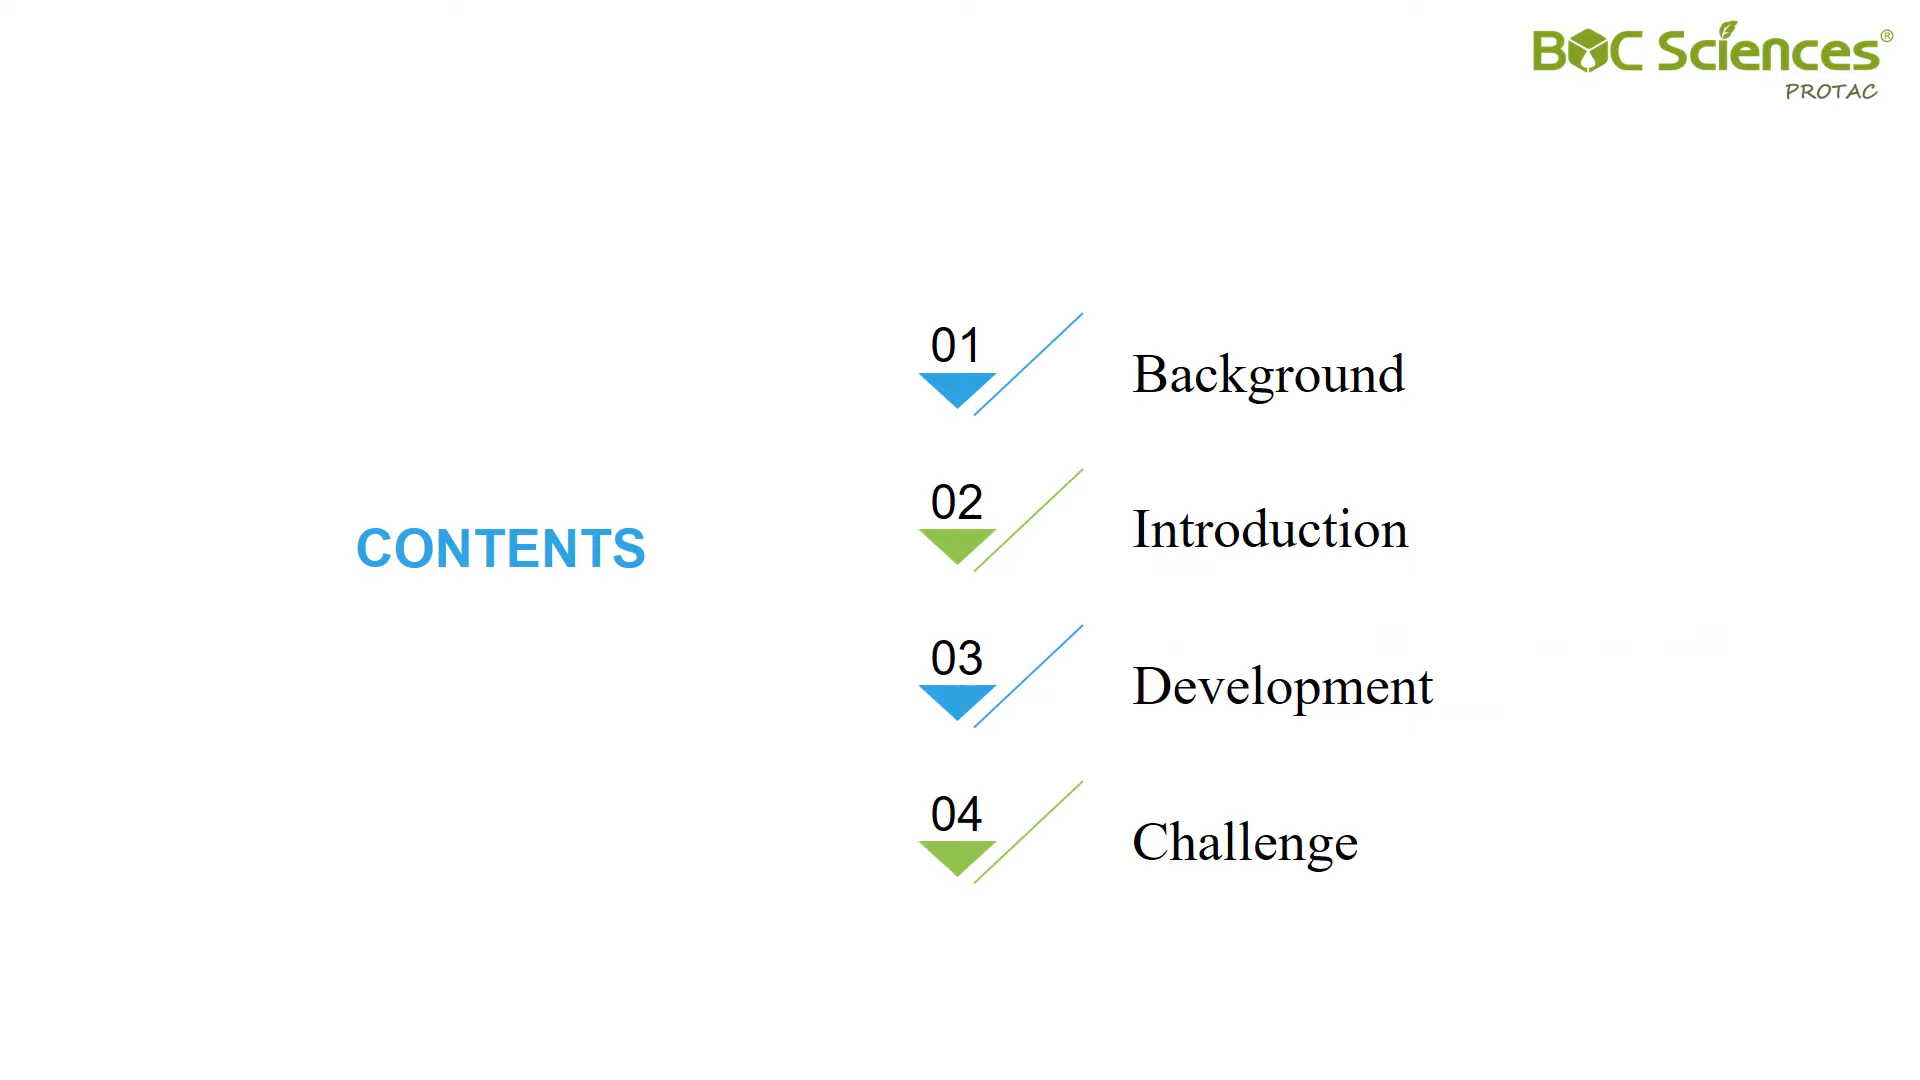 BOC Sciences®
PROTAC
CONTENTS
01 Background
02 Introduction
03 Development
04 Challenge